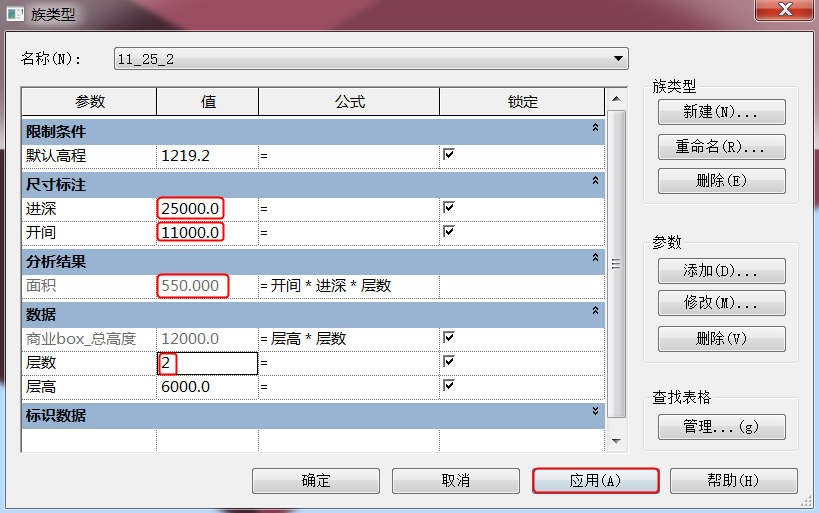 族类型
名称(N): 11_25_2
参数 值 公式 锁定
限制条件
默认高程 1219.2 =
尺寸标注
进深 25000.0 =
开间 11000.0 =
分析结果
面积 550.000 = 开间 * 进深 * 层数
数据
商业box_总高度 12000.0 = 层高 * 层数
层数 2 =
层高 6000.0 =
标识数据
族类型
新建(N)...
重命名(R)...
删除(E)
参数
添加(D)...
修改(M)...
删除(V)
查找表格
管理...(g)
确定 取消 应用(A) 帮助(H)